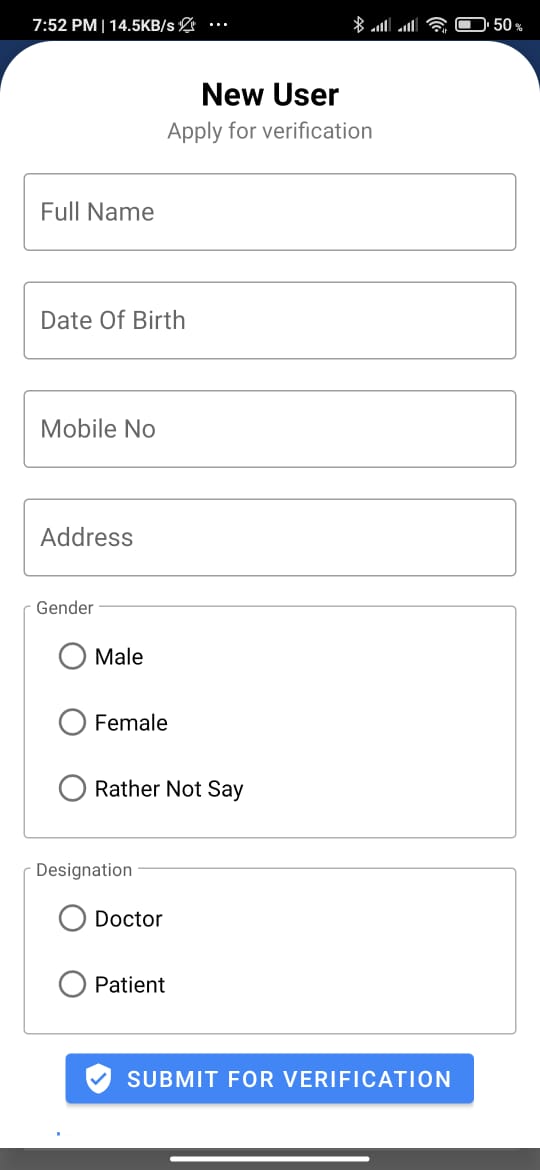 7:52 PM | 14.5KB/s ... 50 %
New User
Apply for verification
Full Name
Date Of Birth
Mobile No
Address
Gender
Male
Female
Rather Not Say
Designation
Doctor
Patient
SUBMIT FOR VERIFICATION